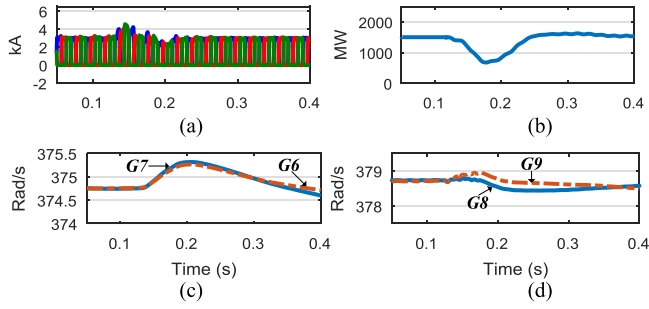 6
4
2
0
-2
kA
0.1 0.2 0.3 0.4
(a)
2000
1000
0
MW
0.1 0.2 0.3 0.4
(b)
375.5
375
374.5
374
Rad/s
G7
G6
0.1 0.2 0.3 0.4
Time (s)
(c)
379
378
Rad/s
G9
G8
0.1 0.2 0.3 0.4
Time (s)
(d)